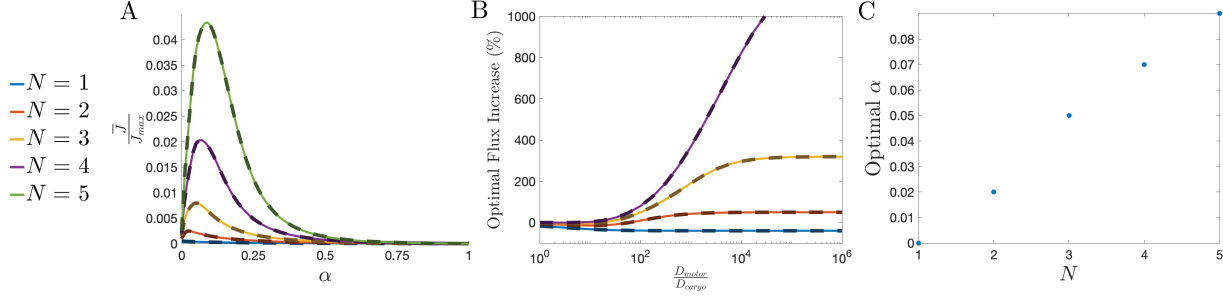 A
B
C
N = 1
N = 2
N = 3
N = 4
N = 5
J̅ / J_max
0.04
0.035
0.03
0.025
0.02
0.015
0.01
0.005
0
0 0.25 0.5 0.75 1
α
Optimal Flux Increase (%)
1000
800
600
400
200
0
10^0 10^2 10^4 10^6
D_motor / D_cargo
Optimal α
0.08
0.07
0.06
0.05
0.04
0.03
0.02
0.01
0
1 2 3 4 5
N